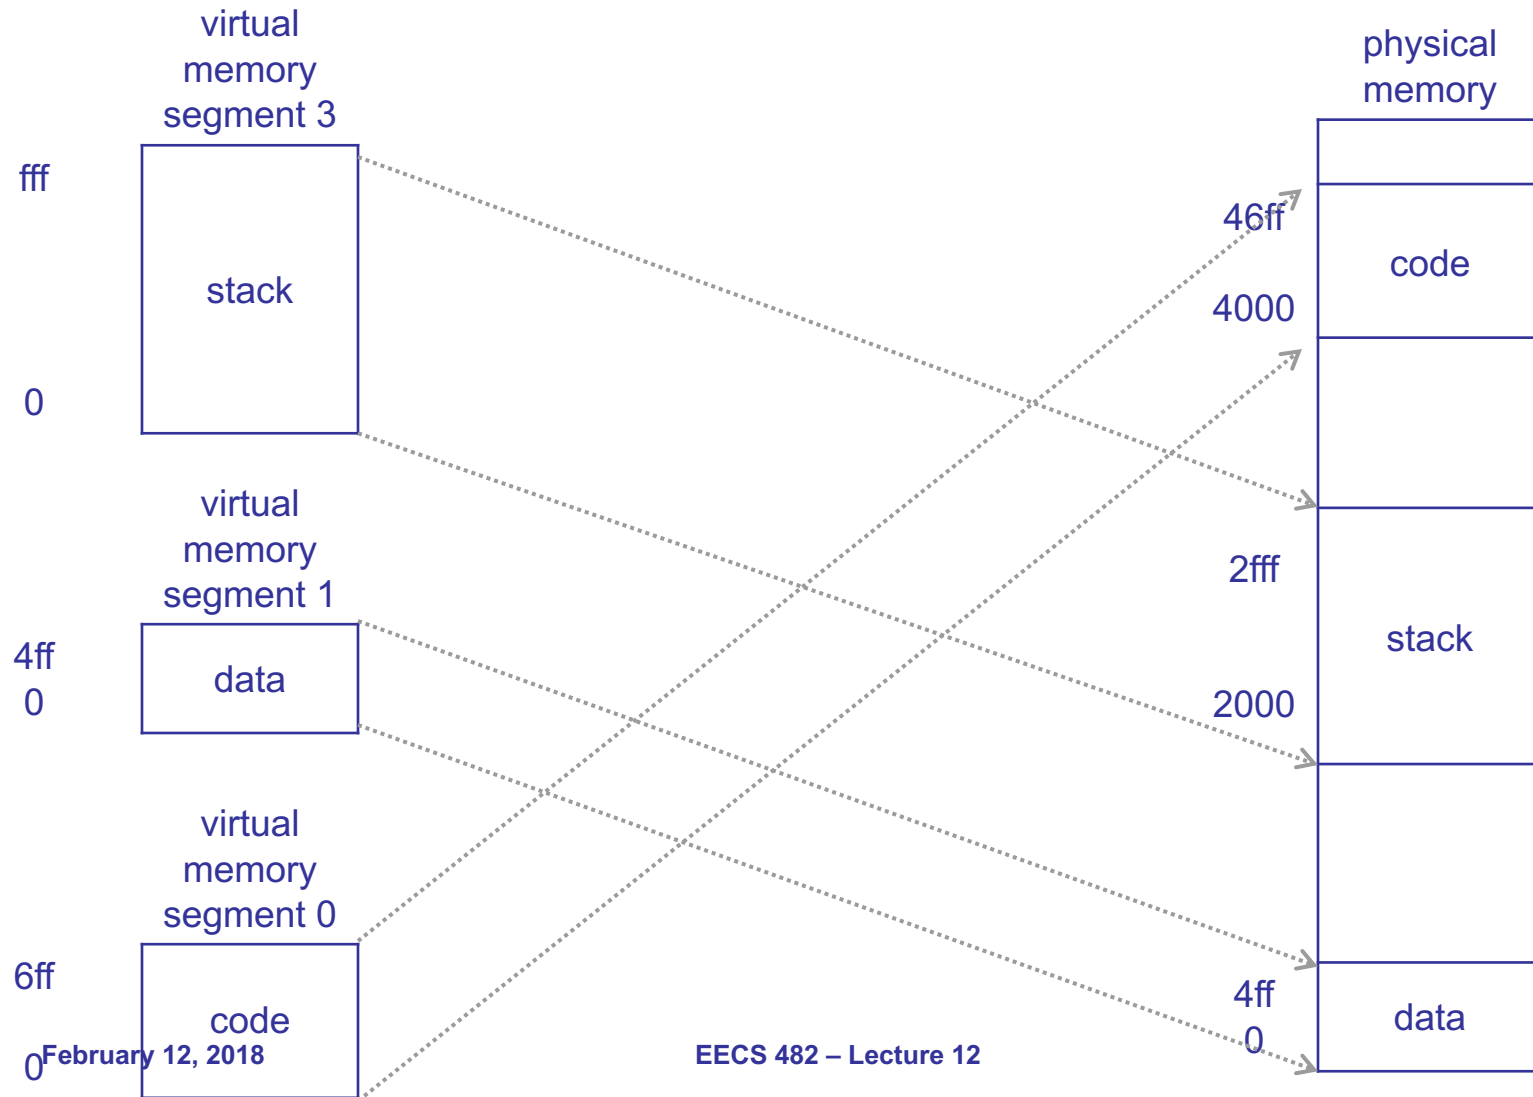 virtual
memory
segment 3
fff
stack
0
virtual
memory
segment 1
4ff
data
0
virtual
memory
segment 0
6ff
code
0
physical
memory
46ff
code
4000
2fff
stack
2000
4ff
data
0
February 12, 2018
EECS 482 – Lecture 12